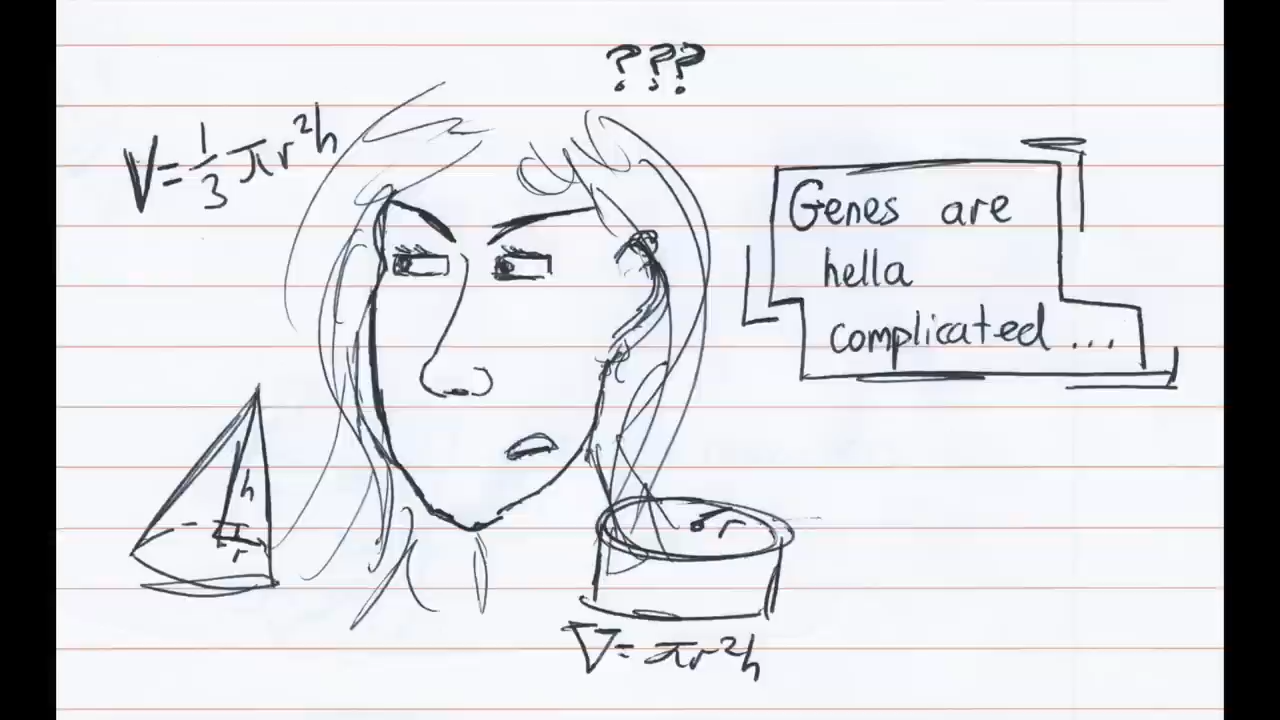 ???
V=⅓πr²h
Genes are
hella
complicated...
h
r
r
V=πr²h